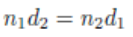 n₁d₂ = n₂d₁